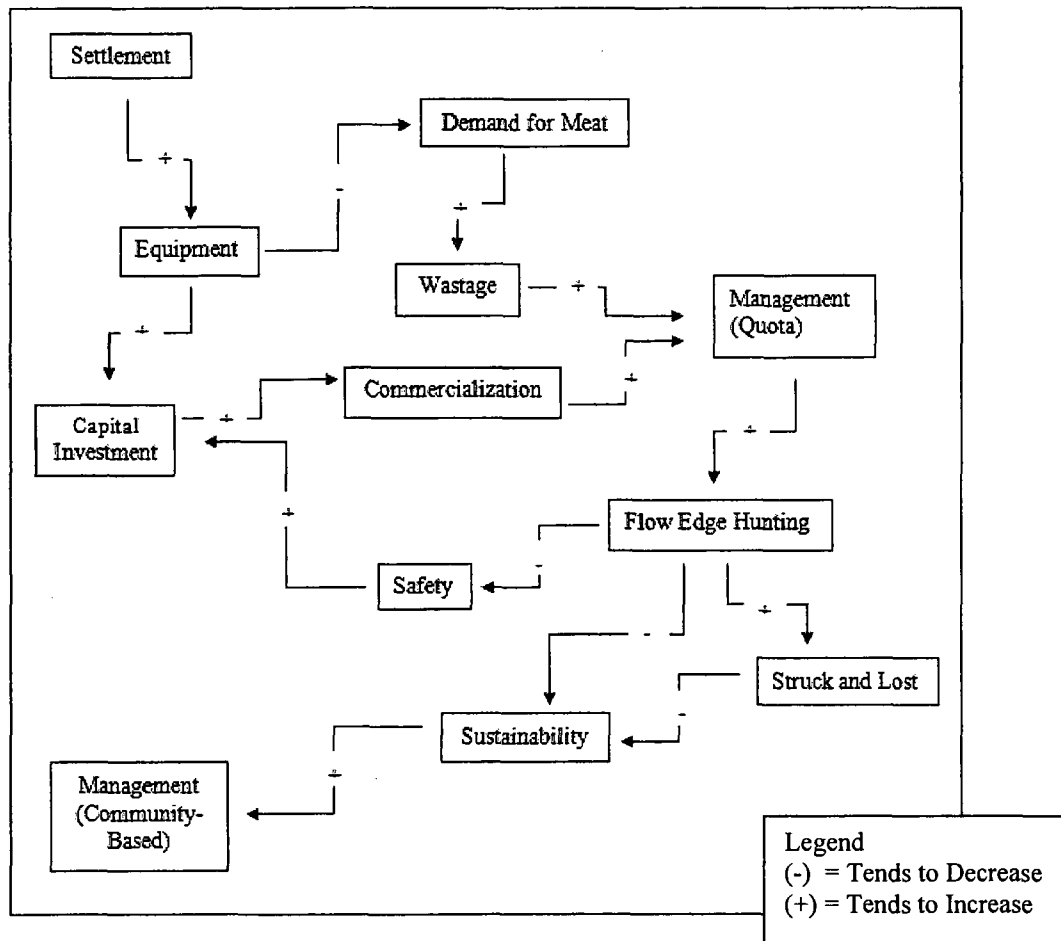 Settlement
+
Demand for Meat
-
+
Equipment
+
Wastage
+
Management
(Quota)
Commercialization
+
+
Capital
Investment
+
+
Flow Edge Hunting
-
Safety
+
-
Struck and Lost
-
Sustainability
+
Management
(Community-
Based)
Legend
(-) = Tends to Decrease
(+) = Tends to Increase